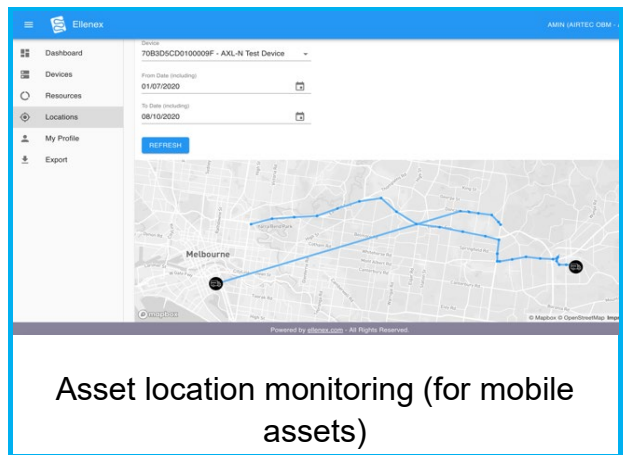 Ellenex
AMIN (AIRTEC OBM -
Dashboard
Devices
Resources
Locations
My Profile
Export
Device
70B3D5CD0100009F - AXL-N Test Device
From Date (including)
01/07/2020
To Date (including)
08/10/2020
REFRESH
Melbourne
mapbox
© Mapbox © OpenStreetMap Impr
Powered by ellenex.com - All Rights Reserved.
Asset location monitoring (for mobile
assets)